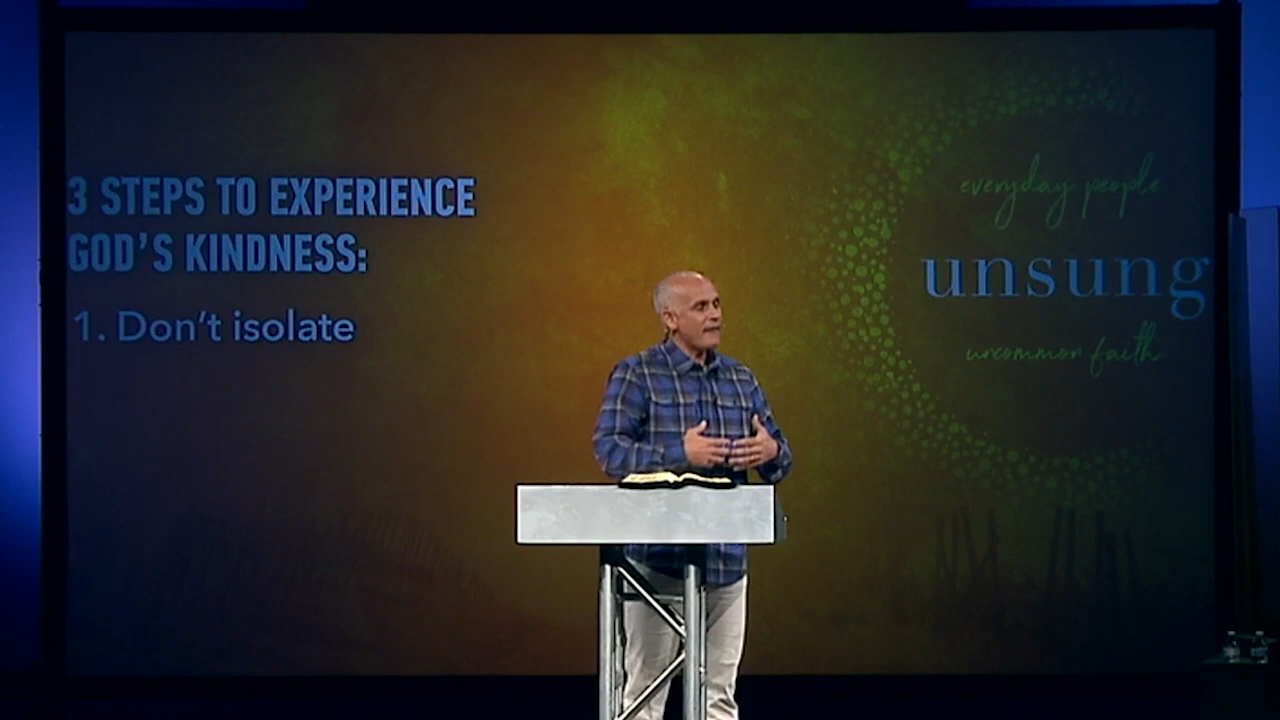 3 STEPS TO EXPERIENCE
GOD'S KINDNESS:
1. Don't isolate
everyday people.
unsung
uncommon faith.